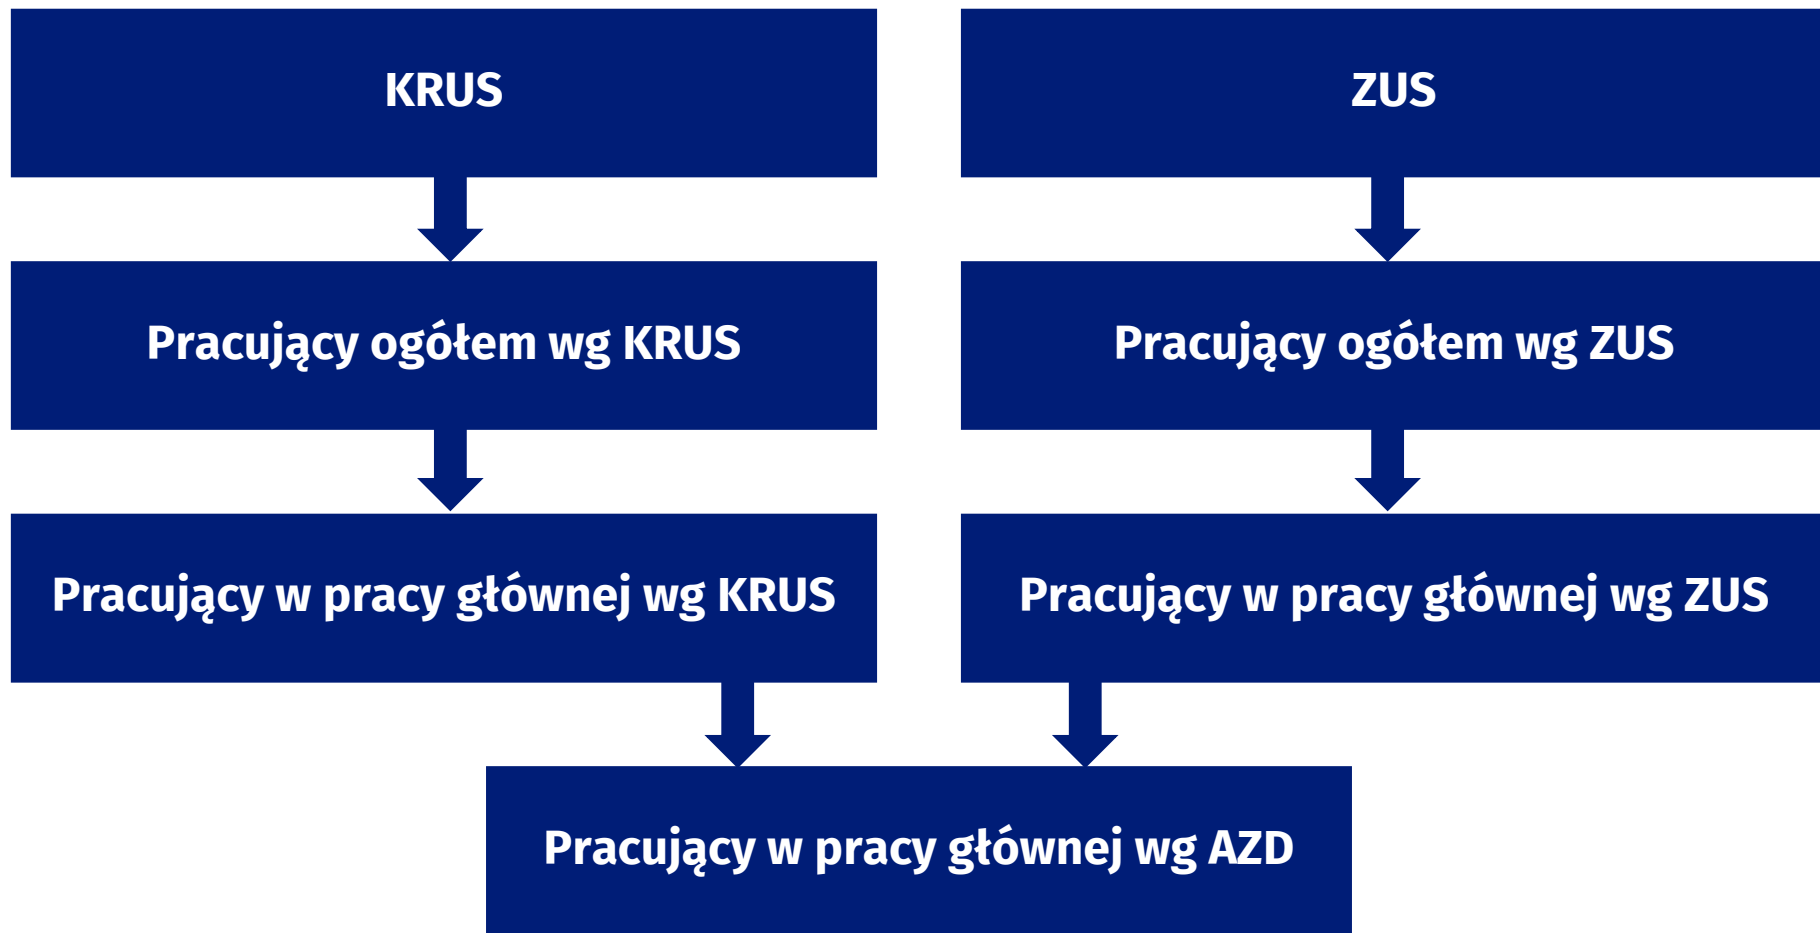 KRUS
ZUS
Pracujący ogółem wg KRUS
Pracujący ogółem wg ZUS
Pracujący w pracy głównej wg KRUS
Pracujący w pracy głównej wg ZUS
Pracujący w pracy głównej wg AZD